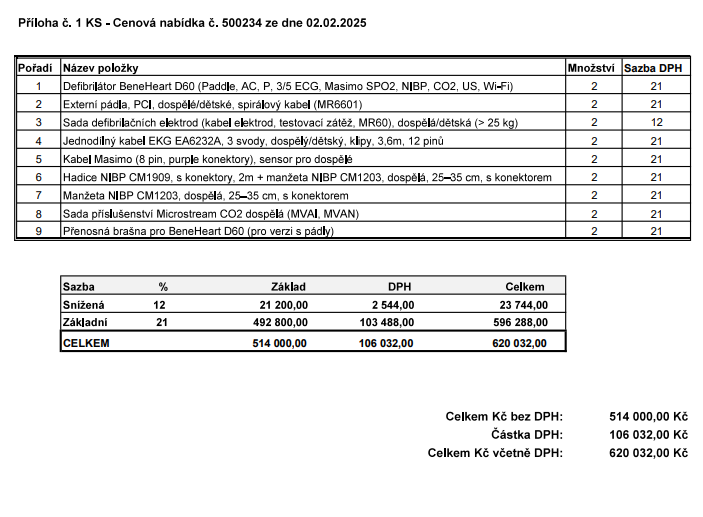 Příloha č. 1 KS - Cenová nabídka č. 500234 ze dne 02.02.2025
Pořadí Název položky Množství Sazba DPH
1 Defibrilátor BeneHeart D60 (Paddle, AC, P, 3/5 ECG, Masimo SPO2, NIBP, CO2, US, Wi-Fi) 2 21
2 Externí pádla, PCI, dospělé/dětské, spirálový kabel (MR6601) 2 21
3 Sada defibrilačních elektrod (kabel elektrod, testovací zátěž, MR60), dospělá/dětská (> 25 kg) 2 12
4 Jednodílný kabel EKG EA6232A, 3 svody, dospělý/dětský, klipy, 3,6m, 12 pinů 2 21
5 Kabel Masimo (8 pin, purple konektory), sensor pro dospělé 2 21
6 Hadice NIBP CM1909, s konektory, 2m + manžeta NIBP CM1203, dospělá, 25–35 cm, s konektorem 2 21
7 Manžeta NIBP CM1203, dospělá, 25–35 cm, s konektorem 2 21
8 Sada příslušenství Microstream CO2 dospělá (MVAI, MVAN) 2 21
9 Přenosná brašna pro BeneHeart D60 (pro verzi s pádly) 2 21
Sazba % Základ DPH Celkem
Snížená 12 21 200,00 2 544,00 23 744,00
Základní 21 492 800,00 103 488,00 596 288,00
CELKEM 514 000,00 106 032,00 620 032,00
Celkem Kč bez DPH: 514 000,00 Kč
Částka DPH: 106 032,00 Kč
Celkem Kč včetně DPH: 620 032,00 Kč